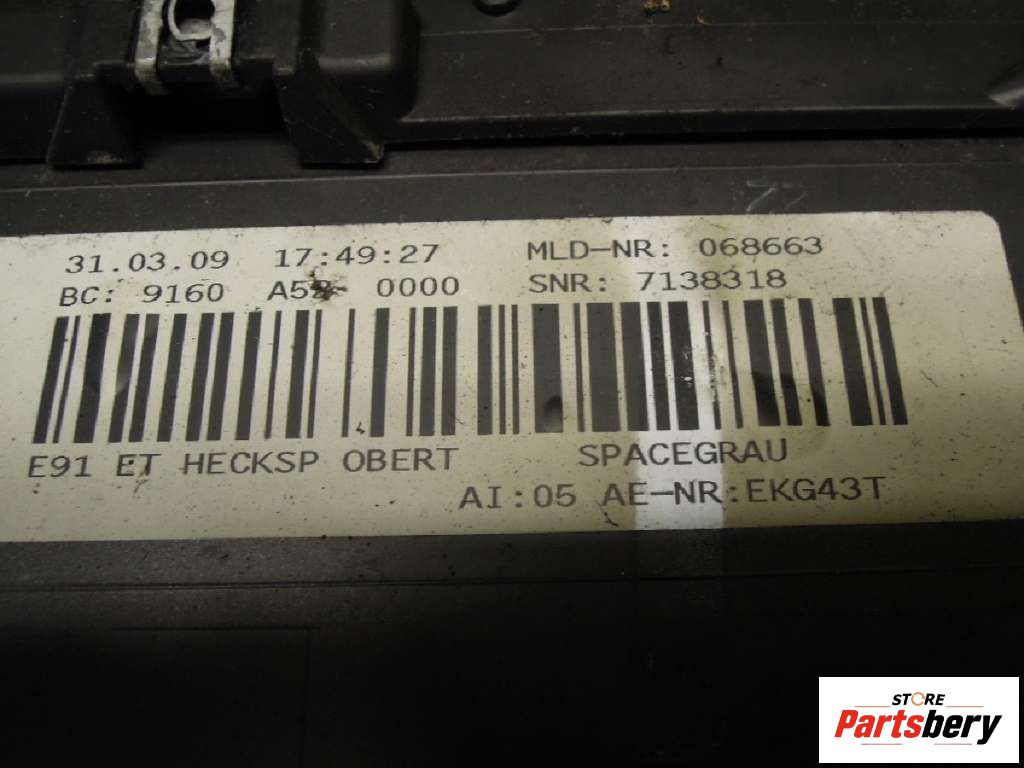 31.03.09 17:49:27 MLD-NR: 068663
BC: 9160 0000 SNR: 7138318
E91 ET HECKSP OBERT SPACEGRAU
AI:05 AE-NR:EKG43T
STORE
Partsbery